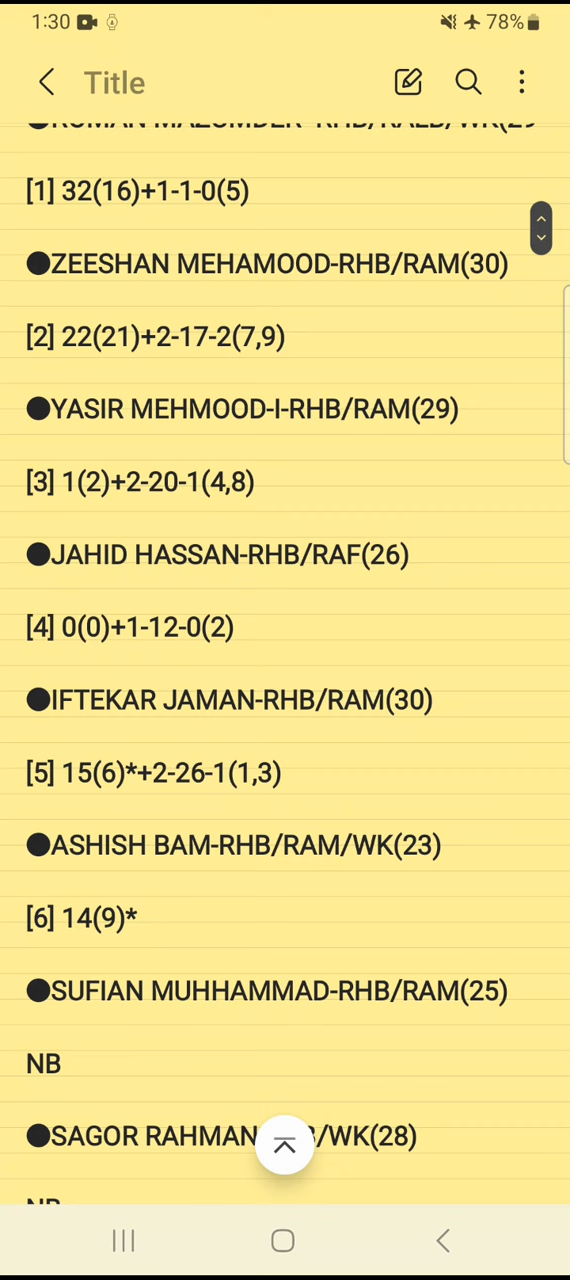 1:30 78%
Title
[1] 32(16)+1-1-0(5)
●ZEESHAN MEHAMOOD-RHB/RAM(30)
[2] 22(21)+2-17-2(7,9)
●YASIR MEHMOOD-I-RHB/RAM(29)
[3] 1(2)+2-20-1(4,8)
●JAHID HASSAN-RHB/RAF(26)
[4] 0(0)+1-12-0(2)
●IFTEKAR JAMAN-RHB/RAM(30)
[5] 15(6)*+2-26-1(1,3)
●ASHISH BAM-RHB/RAM/WK(23)
[6] 14(9)*
●SUFIAN MUHHAMMAD-RHB/RAM(25)
NB
●SAGOR RAHMAN /WK(28)